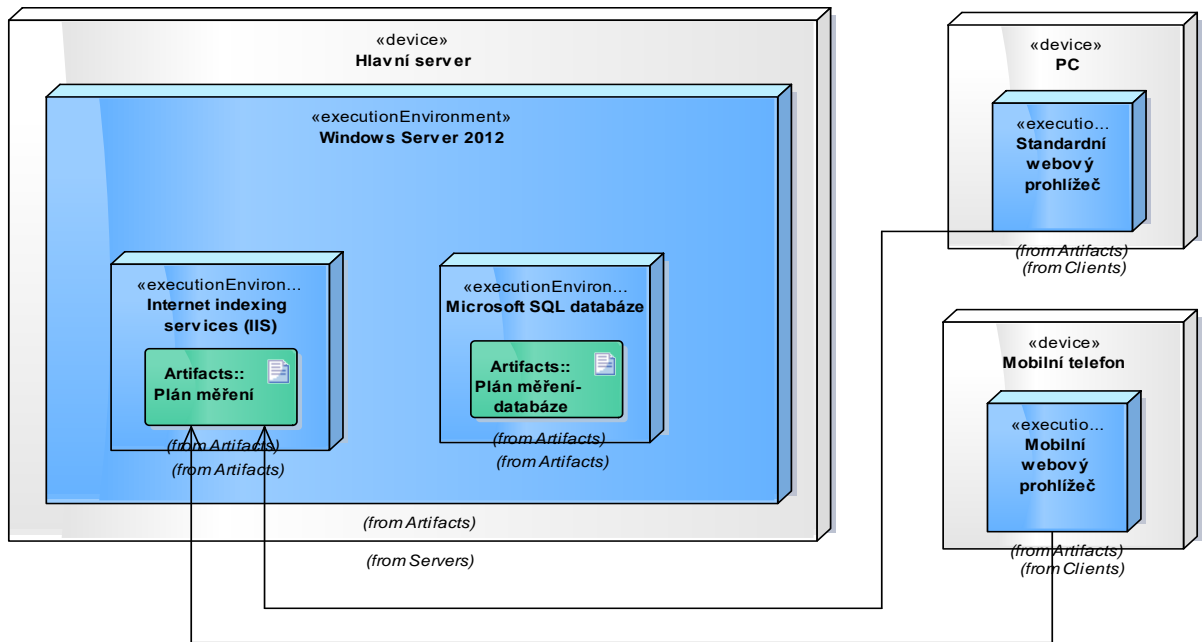 «device»
Hlavní server
«executionEnvironment»
Windows Server 2012
«executionEnviron...
Internet indexing
services (IIS)
Artifacts::
Plán měření
(from Artifacts)
(from Artifacts)
«executionEnviron...
Microsoft SQL databáze
Artifacts::
Plán měření-
databáze
(from Artifacts)
(from Artifacts)
(from Artifacts)
(from Servers)
«device»
PC
«executio...
Standardní
webový
prohlížeč
(from Artifacts)
(from Clients)
«device»
Mobilní telefon
«executio...
Mobilní
webový
prohlížeč
(from Artifacts)
(from Clients)